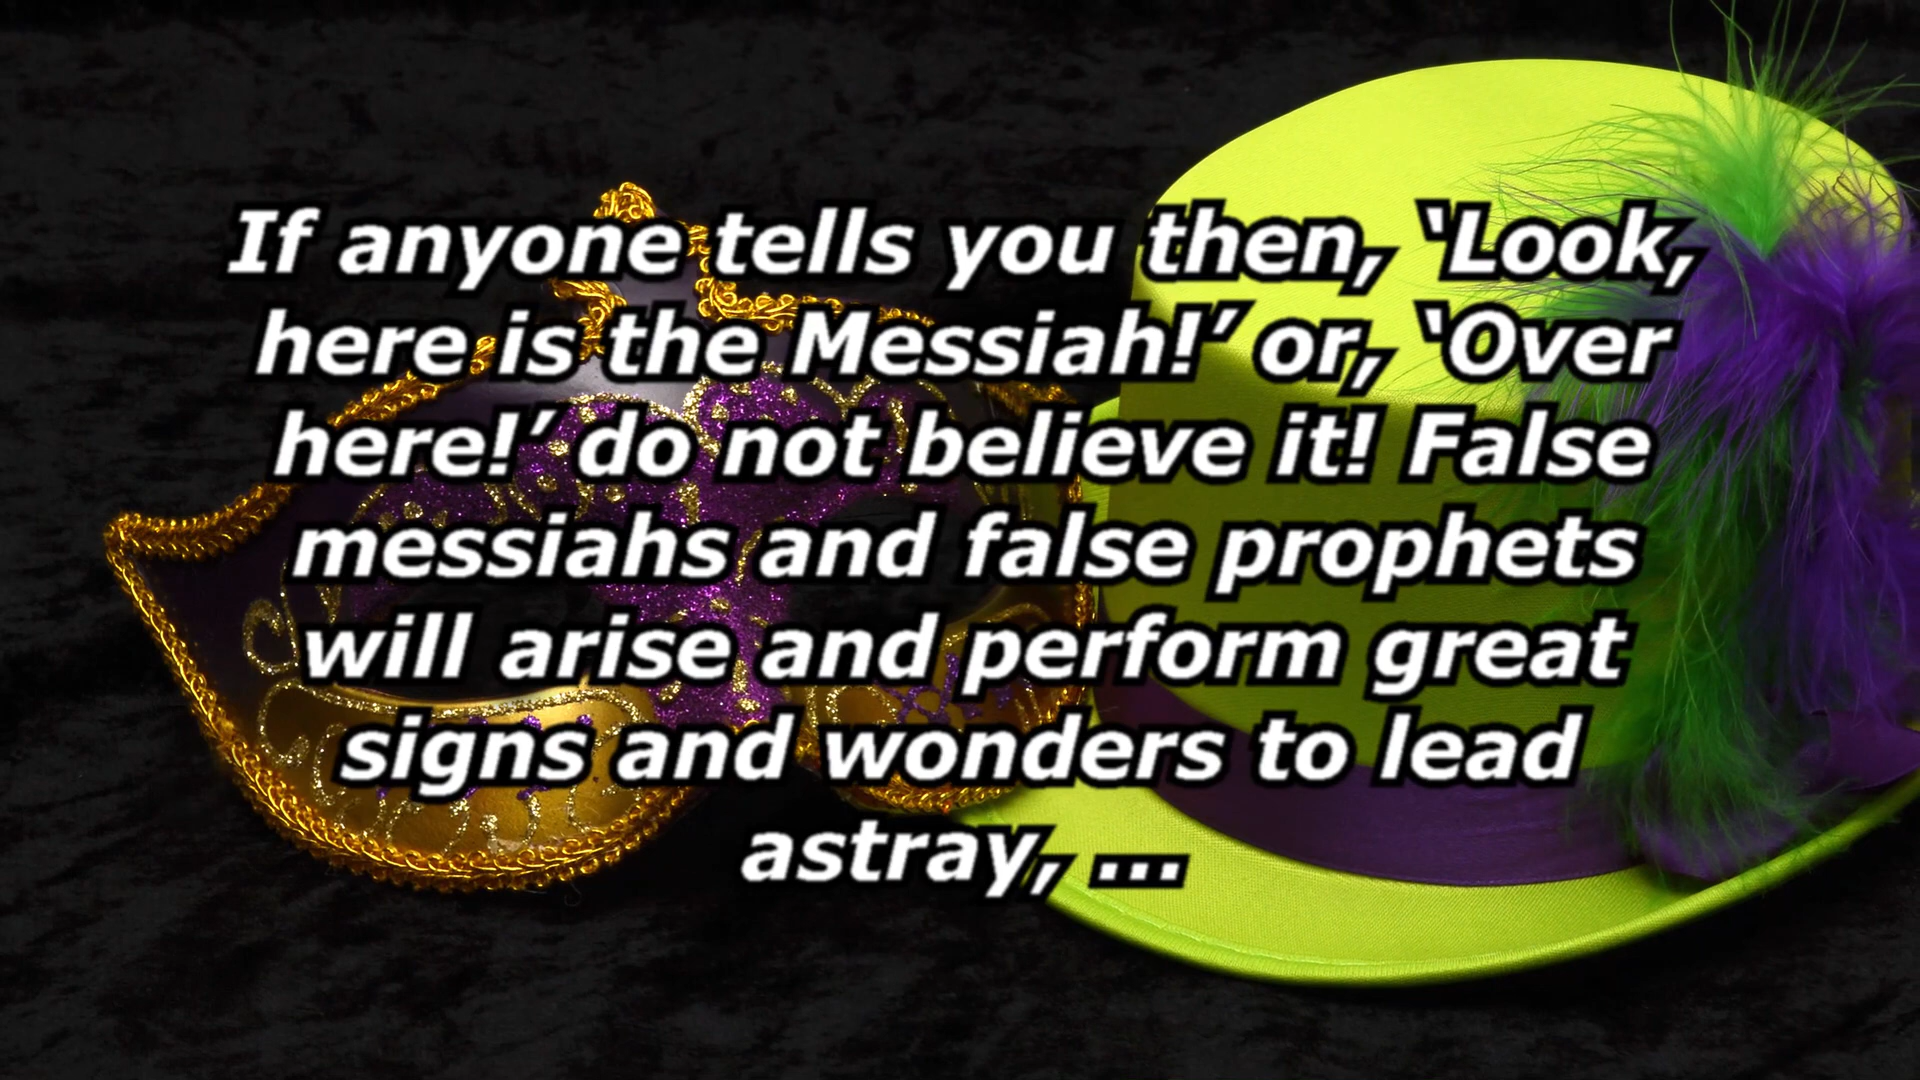 If anyone tells you then, ‘Look,
here is the Messiah!’ or, ‘Over
here!’ do not believe it! False
messiahs and false prophets
will arise and perform great
signs and wonders to lead
astray, ...